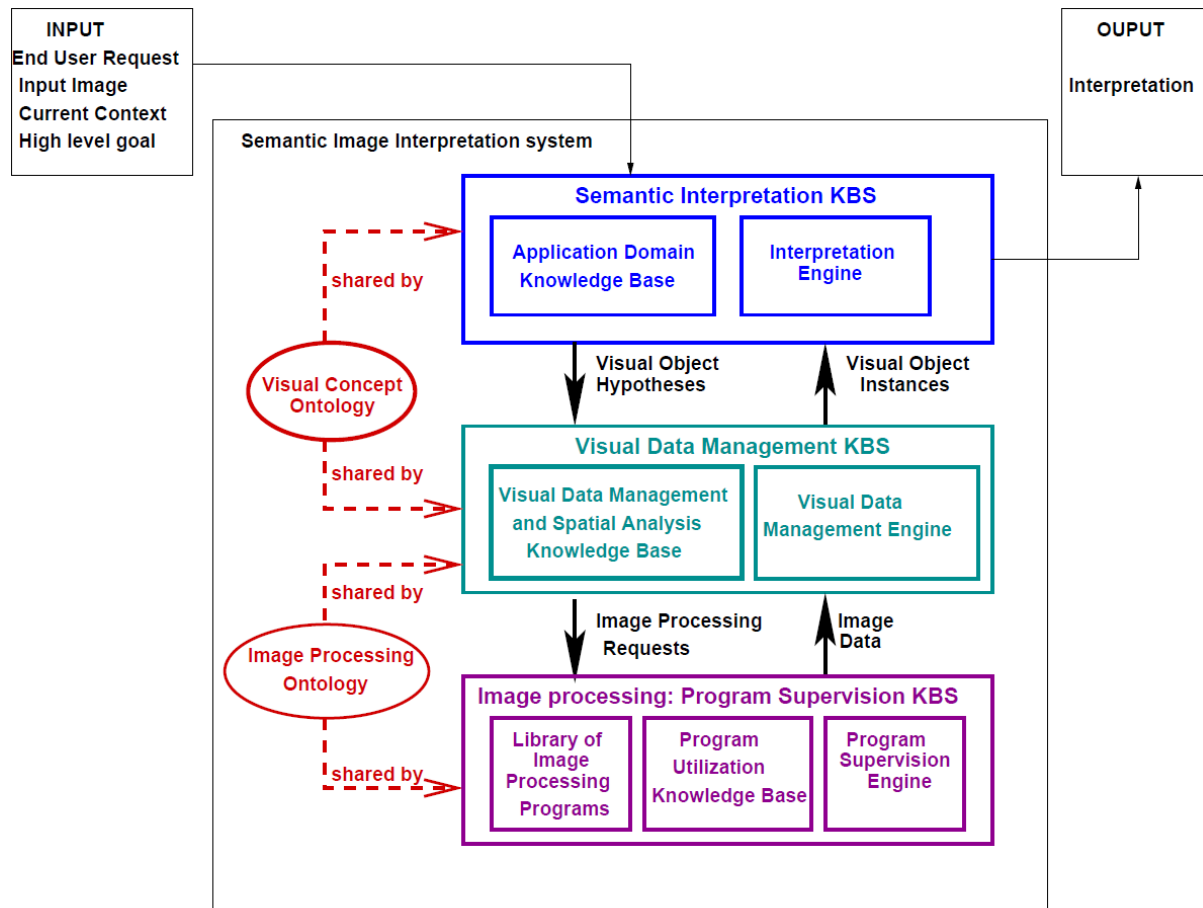 INPUT
End User Request
Input Image
Current Context
High level goal
OUPUT
Interpretation
Semantic Image Interpretation system
Semantic Interpretation KBS
Application Domain
Knowledge Base
Interpretation
Engine
shared by
Visual Object
Hypotheses
Visual Object
Instances
Visual Concept
Ontology
shared by
Visual Data Management KBS
Visual Data Management
and Spatial Analysis
Knowledge Base
Visual Data
Management Engine
shared by
Image Processing
Requests
Image
Data
Image Processing
Ontology
shared by
Image processing: Program Supervision KBS
Library of
Image
Processing
Programs
Program
Utilization
Knowledge Base
Program
Supervision
Engine